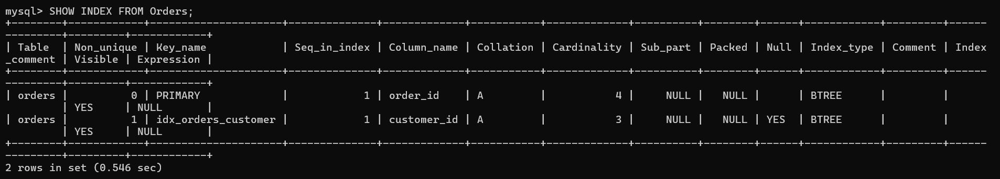 mysql> SHOW INDEX FROM Orders;
+--------+------------+---------------------+--------------+-------------+-----------+-------------+----------+--------+------+------------+---------+------
---------+---------+------------+
| Table  | Non_unique | Key_name            | Seq_in_index | Column_name | Collation | Cardinality | Sub_part | Packed | Null | Index_type | Comment | Index
_comment | Visible | Expression |
+--------+------------+---------------------+--------------+-------------+-----------+-------------+----------+--------+------+------------+---------+------
---------+---------+------------+
| orders |          0 | PRIMARY             |            1 | order_id    | A         |           4 |     NULL |   NULL |      | BTREE      |         |
         | YES     | NULL       |
| orders |          1 | idx_orders_customer |            1 | customer_id | A         |           3 |     NULL |   NULL | YES  | BTREE      |         |
         | YES     | NULL       |
+--------+------------+---------------------+--------------+-------------+-----------+-------------+----------+--------+------+------------+---------+------
---------+---------+------------+
2 rows in set (0.546 sec)